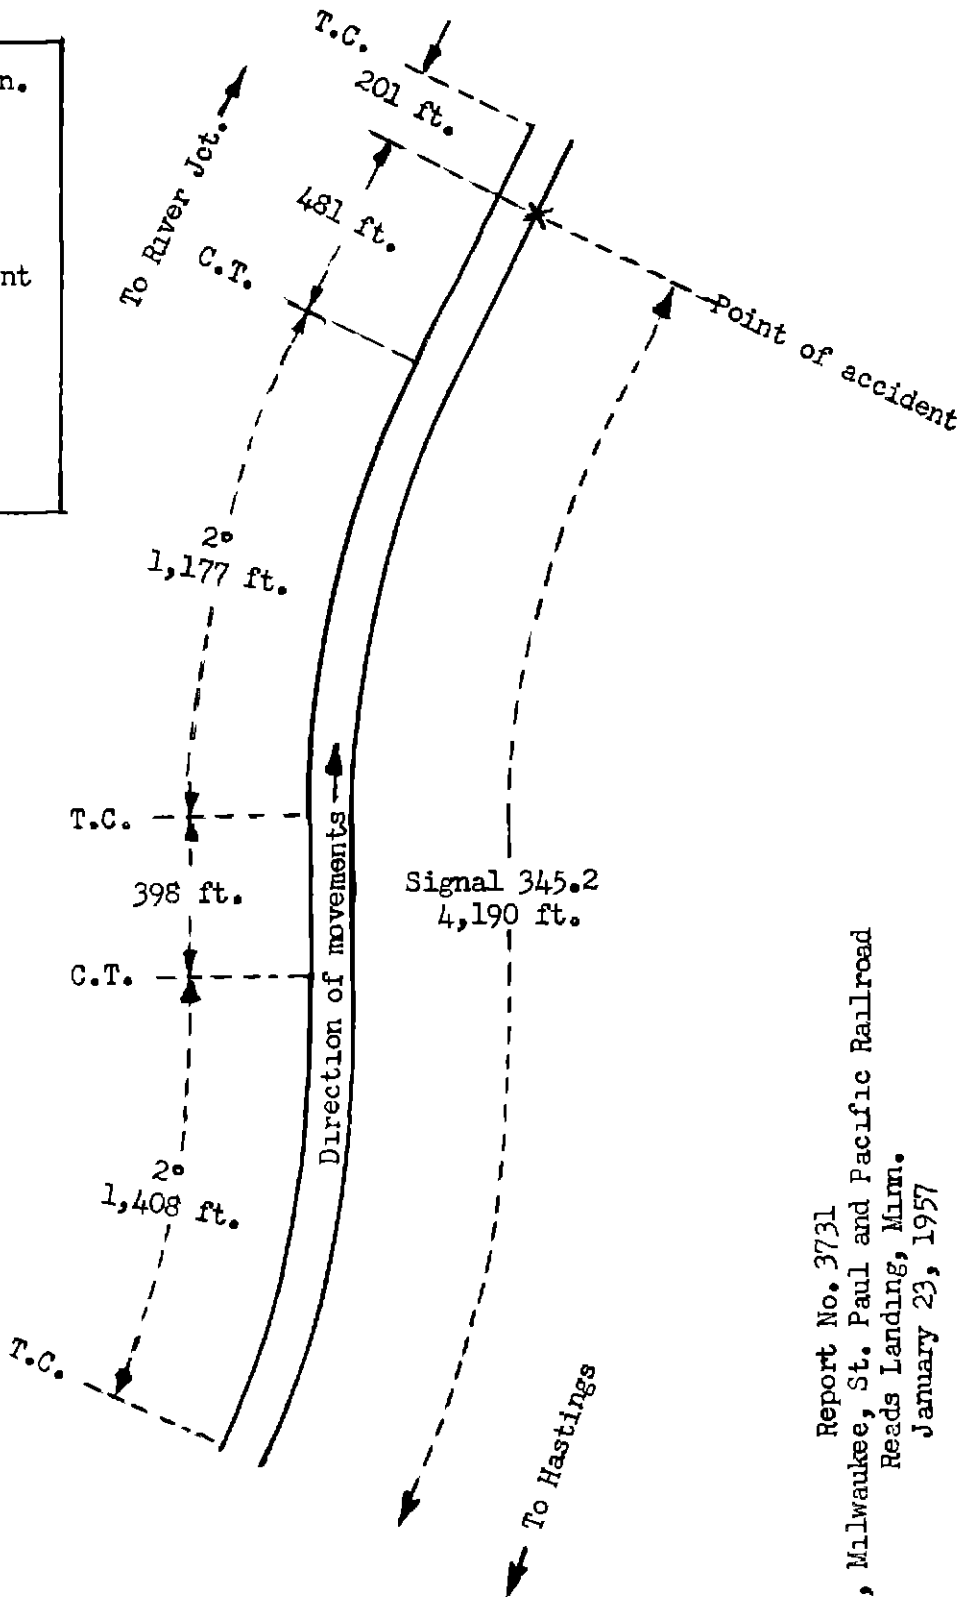 T.C.
201 ft.
n.
To River Jct.
481 ft.
C.T.
nt
Point of accident
2°
1,177 ft.
T.C.
398 ft.
Signal 345.2
4,190 ft.
C.T.
Direction of movements
2°
1,408 ft.
T.C.
To Hastings
Report No. 3731
, Milwaukee, St. Paul and Pacific Railroad
Reads Landing, Minn.
January 23, 1957